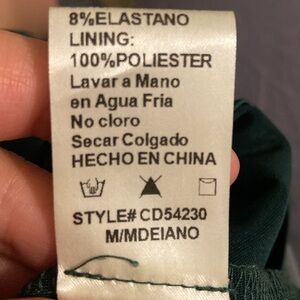 8%ELASTANO
LINING:
100%POLIESTER
Lavar a Mano
en Agua Fria
No cloro
Secar Colgado
HECHO EN CHINA
STYLE# CD54230
M/MDEIANO